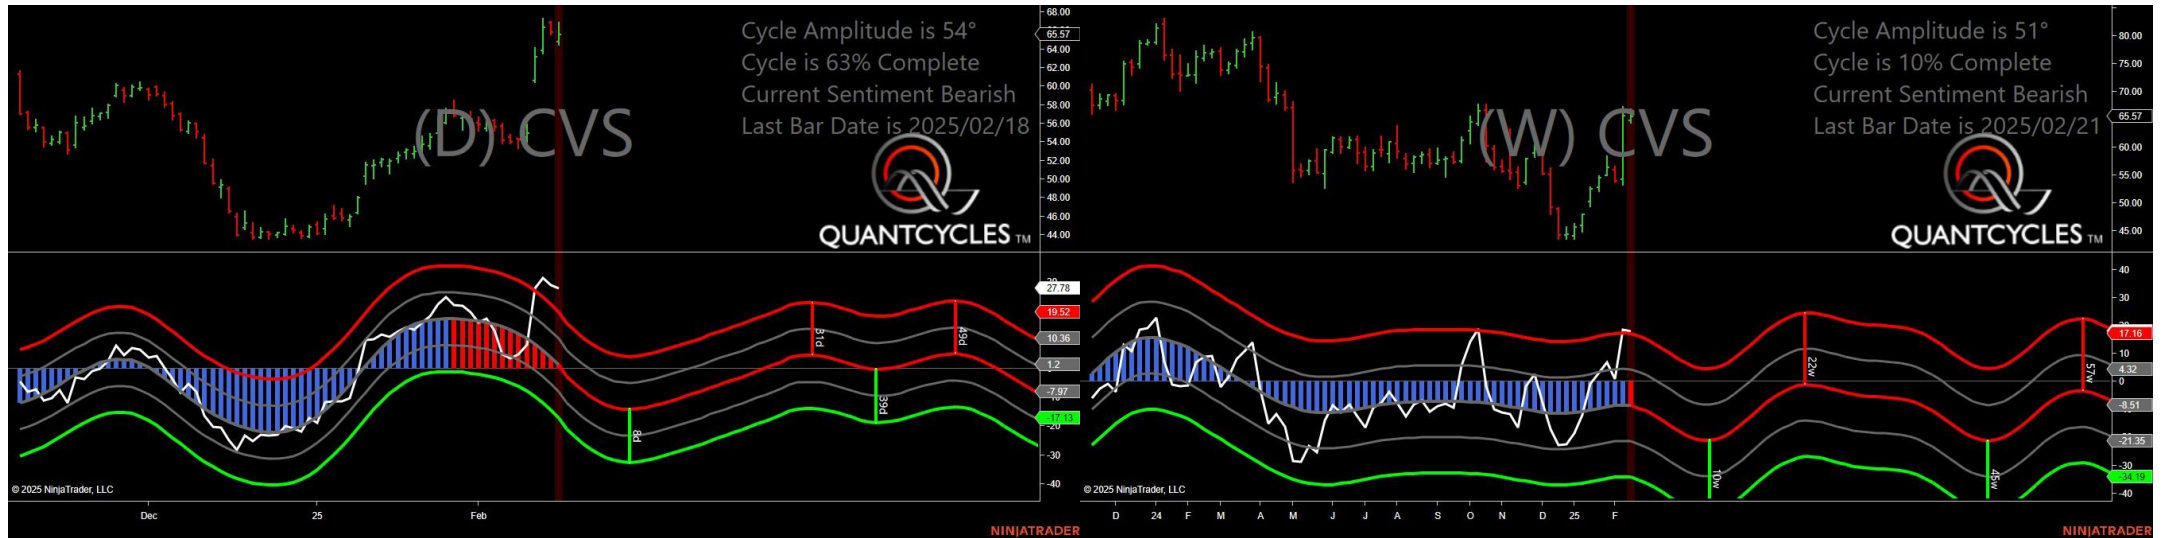 Cycle Amplitude is 54°
Cycle is 63% Complete
Current Sentiment Bearish
Last Bar Date is 2025/02/18
(D) CVS
QUANTCYCLES TM
68.00
65.57
64.00
62.00
60.00
58.00
56.00
54.00
52.00
50.00
48.00
46.00
44.00
27.78
19.52
10.36
1.2
-7.97
-17.13
-20
-30
-40
8d
31d
39d
49d
© 2025 NinjaTrader, LLC
Dec
25
Feb
NINJATRADER
Cycle Amplitude is 51°
Cycle is 10% Complete
Current Sentiment Bearish
Last Bar Date is 2025/02/21
(W) CVS
QUANTCYCLES TM
80.00
75.00
70.00
65.57
60.00
55.00
50.00
45.00
40
30
17.16
10
4.32
0
-8.51
-21.35
-30
-34.19
-40
10w
22w
45w
57w
© 2025 NinjaTrader, LLC
D 24 F M A M J J A S O N D 25 F
NINJATRADER